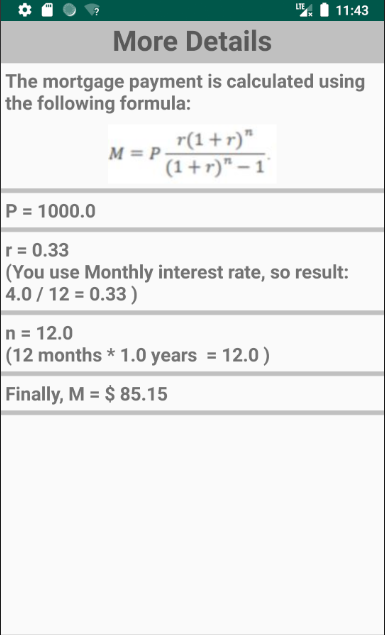 LTE 11:43
More Details
The mortgage payment is calculated using
the following formula:
M = P r(1 + r)^n / (1 + r)^n − 1.
P = 1000.0
r = 0.33
(You use Monthly interest rate, so result:
4.0 / 12 = 0.33 )
n = 12.0
(12 months * 1.0 years  = 12.0 )
Finally, M = $ 85.15